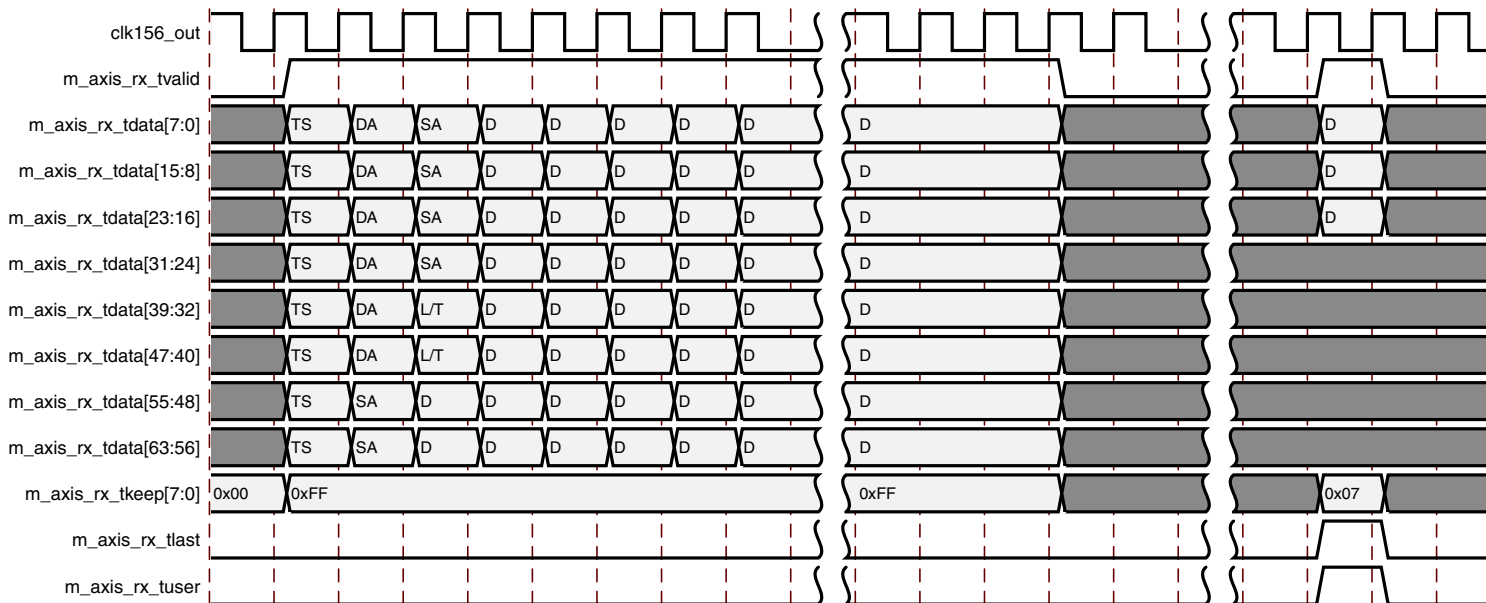 clk156_out
m_axis_rx_tvalid
m_axis_rx_tdata[7:0] TS DA SA D D D D D D D
m_axis_rx_tdata[15:8] TS DA SA D D D D D D D
m_axis_rx_tdata[23:16] TS DA SA D D D D D D D
m_axis_rx_tdata[31:24] TS DA SA D D D D D D
m_axis_rx_tdata[39:32] TS DA L/T D D D D D D
m_axis_rx_tdata[47:40] TS DA L/T D D D D D D
m_axis_rx_tdata[55:48] TS SA D D D D D D D
m_axis_rx_tdata[63:56] TS SA D D D D D D D
m_axis_rx_tkeep[7:0] 0x00 0xFF 0xFF 0x07
m_axis_rx_tlast
m_axis_rx_tuser